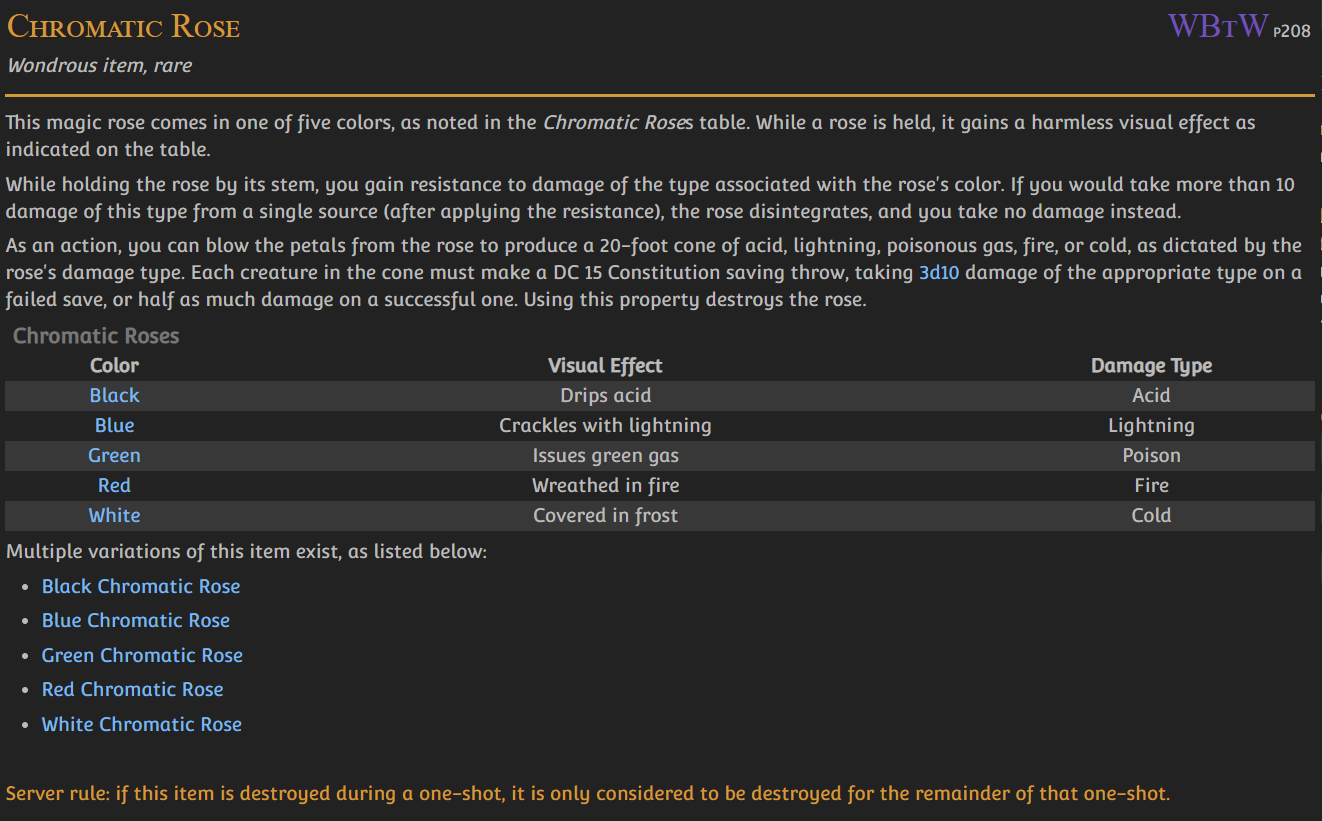 Chromatic Rose WBtW P208
Wondrous item, rare
This magic rose comes in one of five colors, as noted in the Chromatic Roses table. While a rose is held, it gains a harmless visual effect as
indicated on the table.
While holding the rose by its stem, you gain resistance to damage of the type associated with the rose's color. If you would take more than 10
damage of this type from a single source (after applying the resistance), the rose disintegrates, and you take no damage instead.
As an action, you can blow the petals from the rose to produce a 20-foot cone of acid, lightning, poisonous gas, fire, or cold, as dictated by the
rose's damage type. Each creature in the cone must make a DC 15 Constitution saving throw, taking 3d10 damage of the appropriate type on a
failed save, or half as much damage on a successful one. Using this property destroys the rose.
Chromatic Roses
Color Visual Effect Damage Type
Black Drips acid Acid
Blue Crackles with lightning Lightning
Green Issues green gas Poison
Red Wreathed in fire Fire
White Covered in frost Cold
Multiple variations of this item exist, as listed below:
• Black Chromatic Rose
• Blue Chromatic Rose
• Green Chromatic Rose
• Red Chromatic Rose
• White Chromatic Rose
Server rule: if this item is destroyed during a one-shot, it is only considered to be destroyed for the remainder of that one-shot.